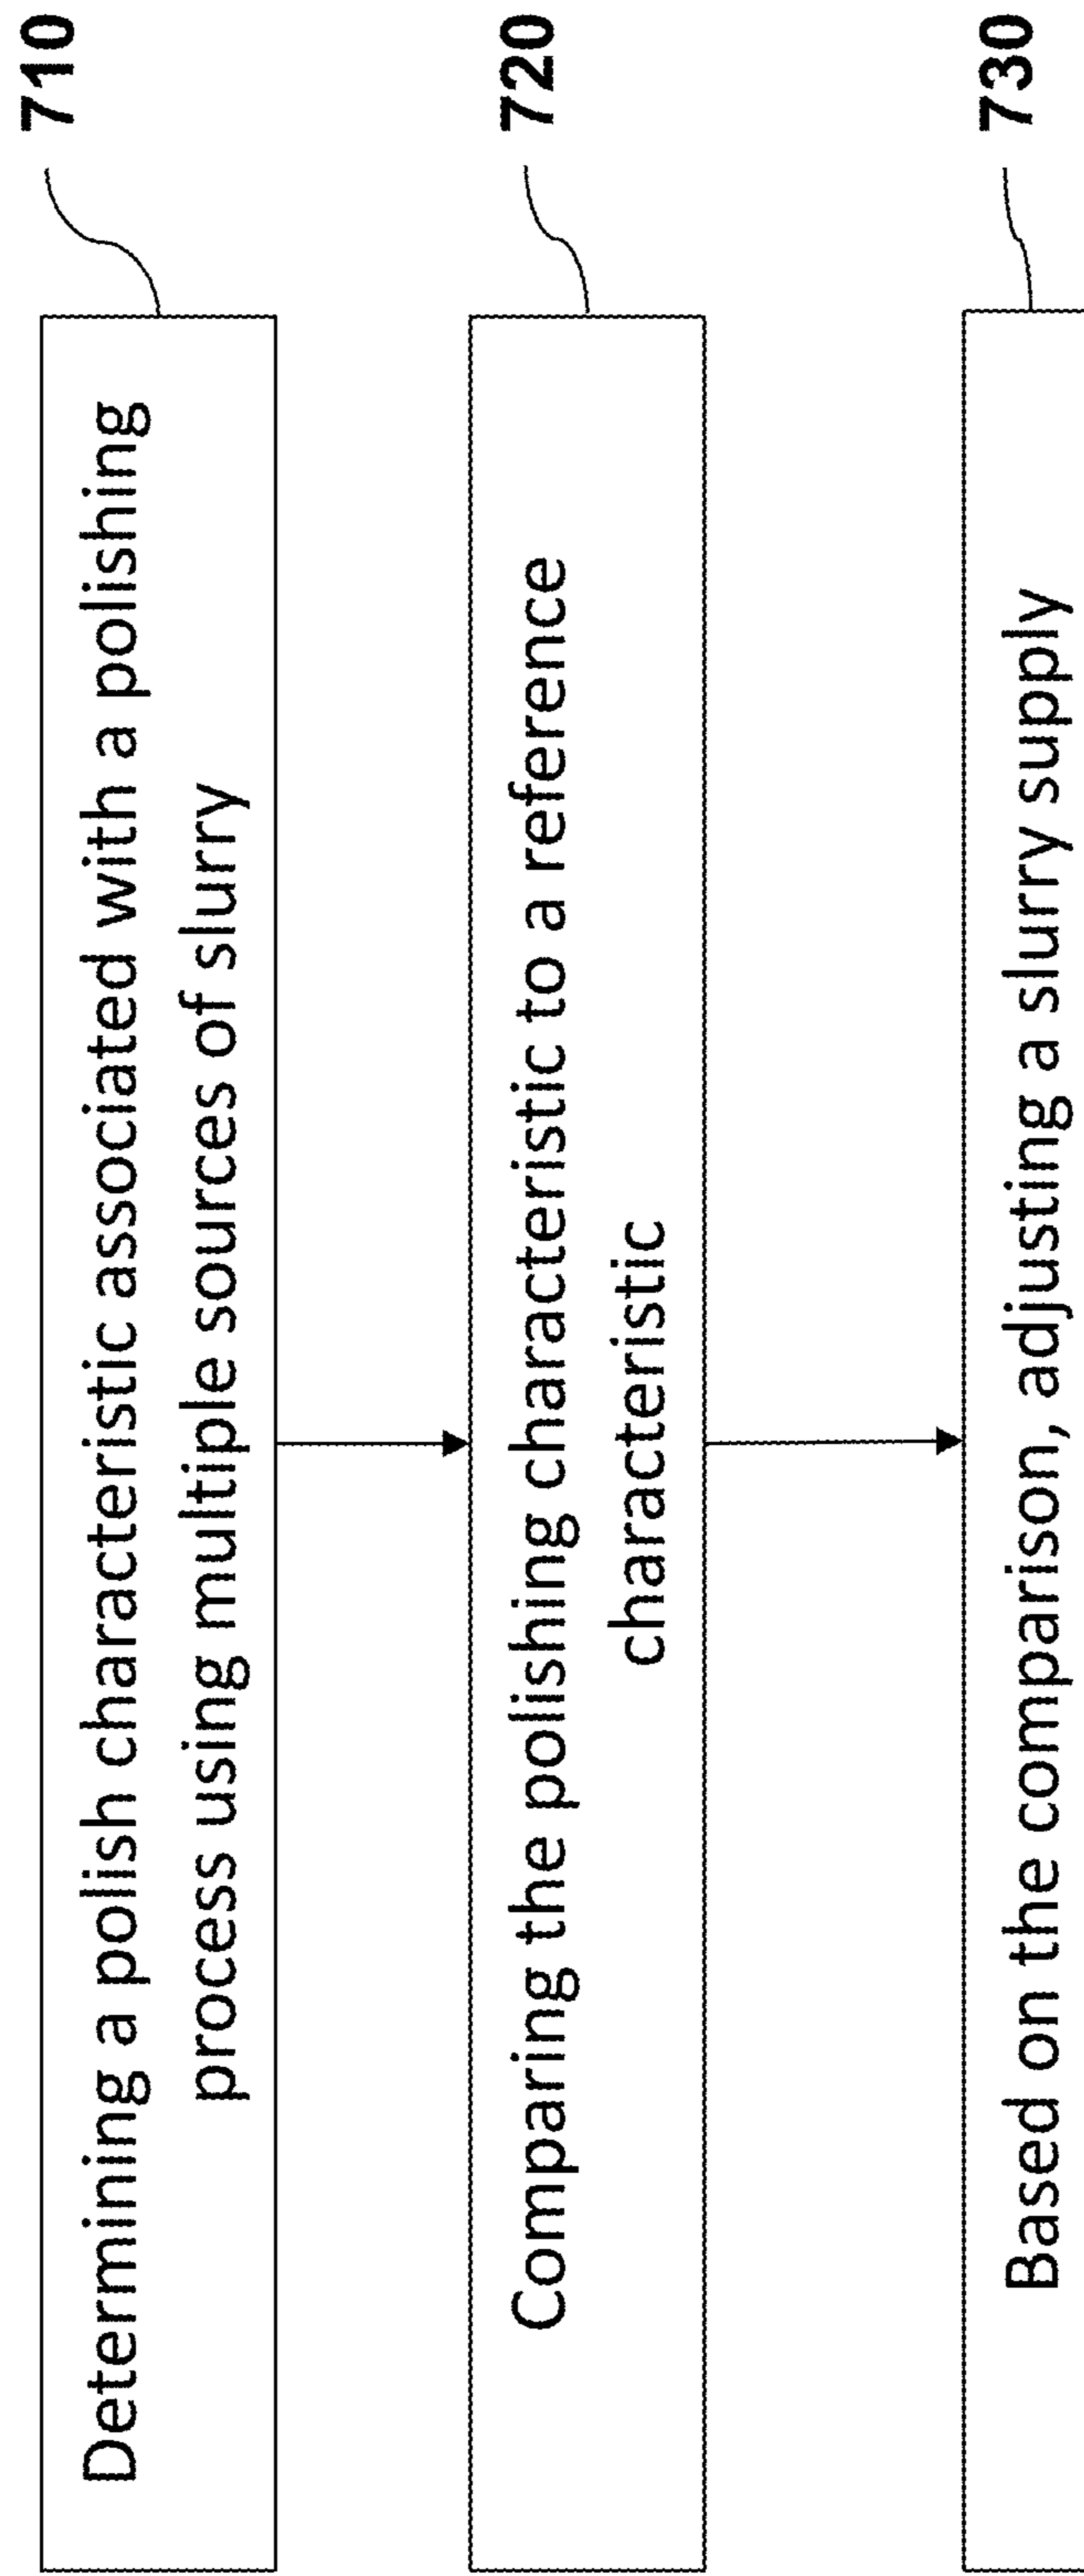 Determining a polish characteristic associated with a polishing
process using multiple sources of slurry
710
Comparing the polishing characteristic to a reference
characteristic
720
Based on the comparison, adjusting a slurry supply
730